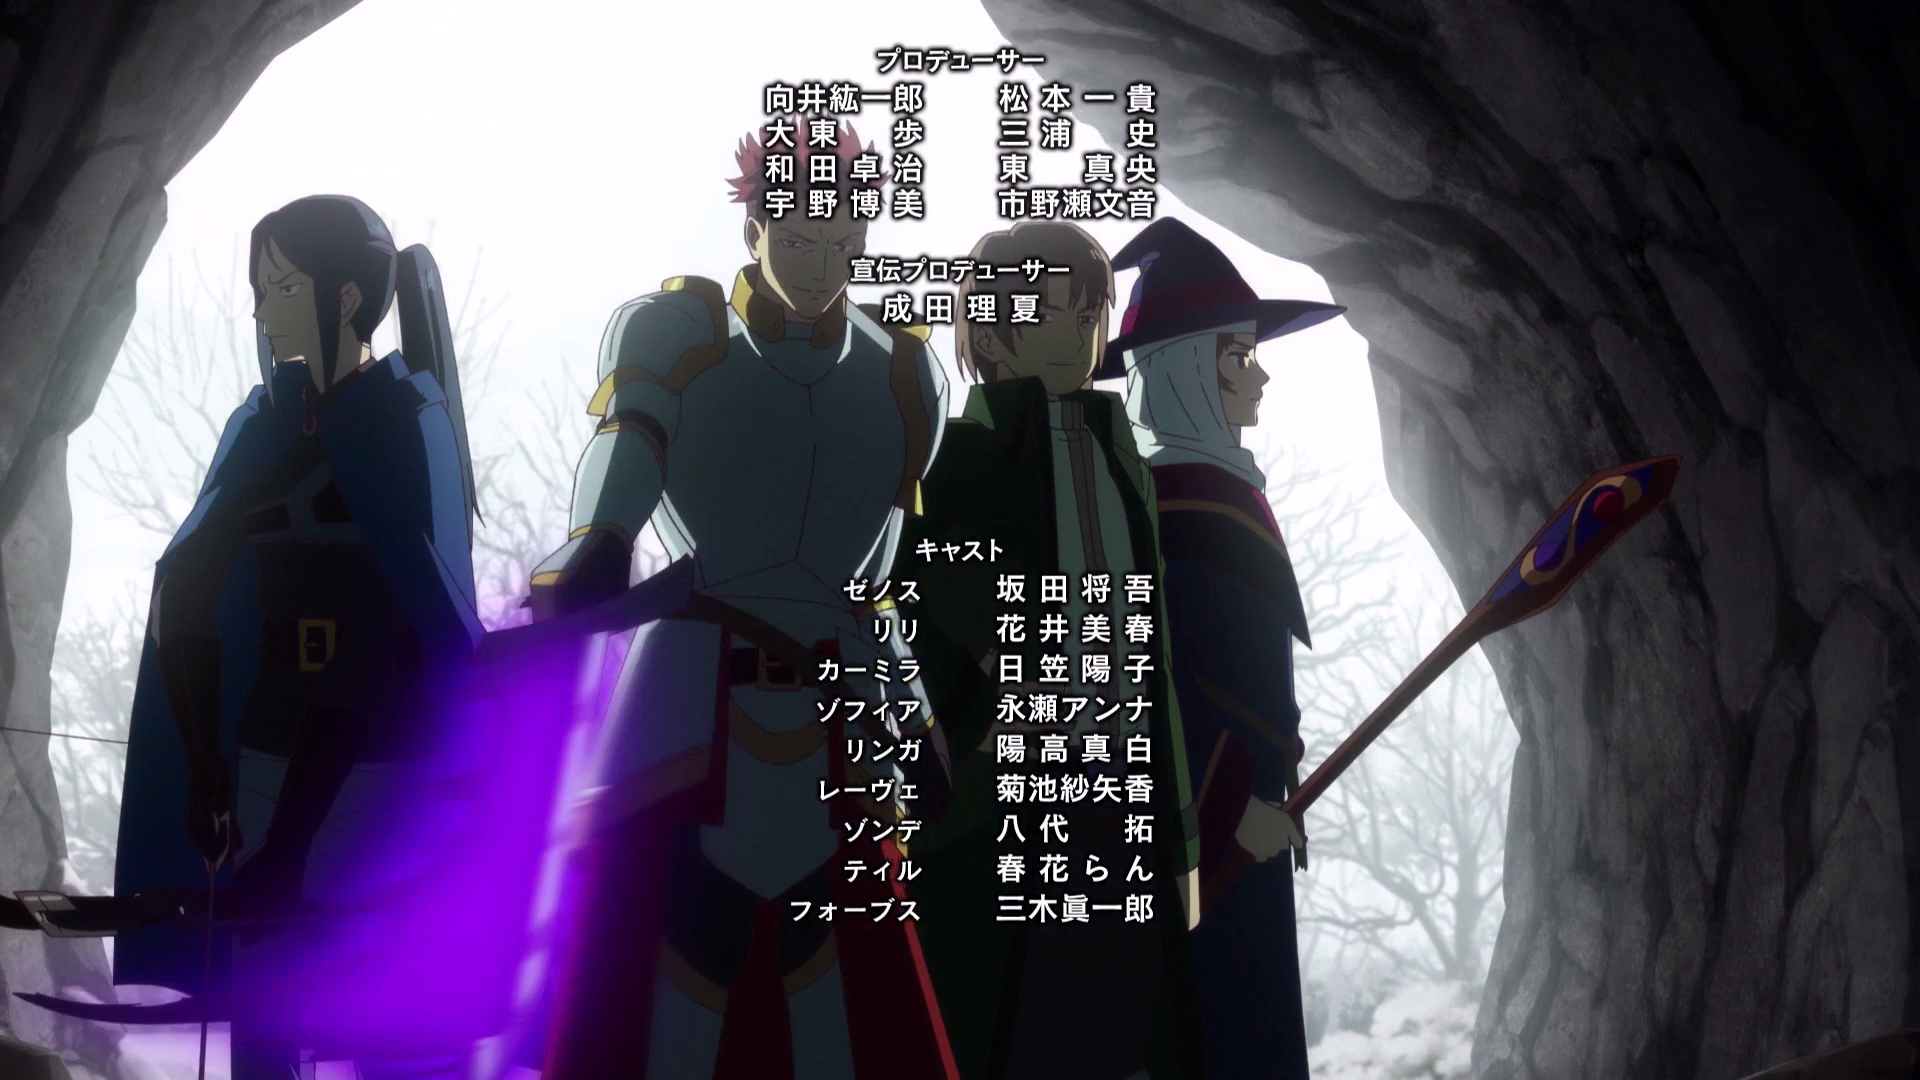 プロデューサー
向井紘一郎 松本一貴
大東 歩 三浦 史
和田卓治 東 真央
宇野博美 市野瀬文音
宣伝プロデューサー
成田理夏
キャスト
ゼノス 坂田将吾
リリ 花井美春
カーミラ 日笠陽子
ゾフィア 永瀬アンナ
リンガ 陽高真白
レーヴェ 菊池紗矢香
ゾンデ 八代 拓
ティル 春花らん
フォーブス 三木眞一郎